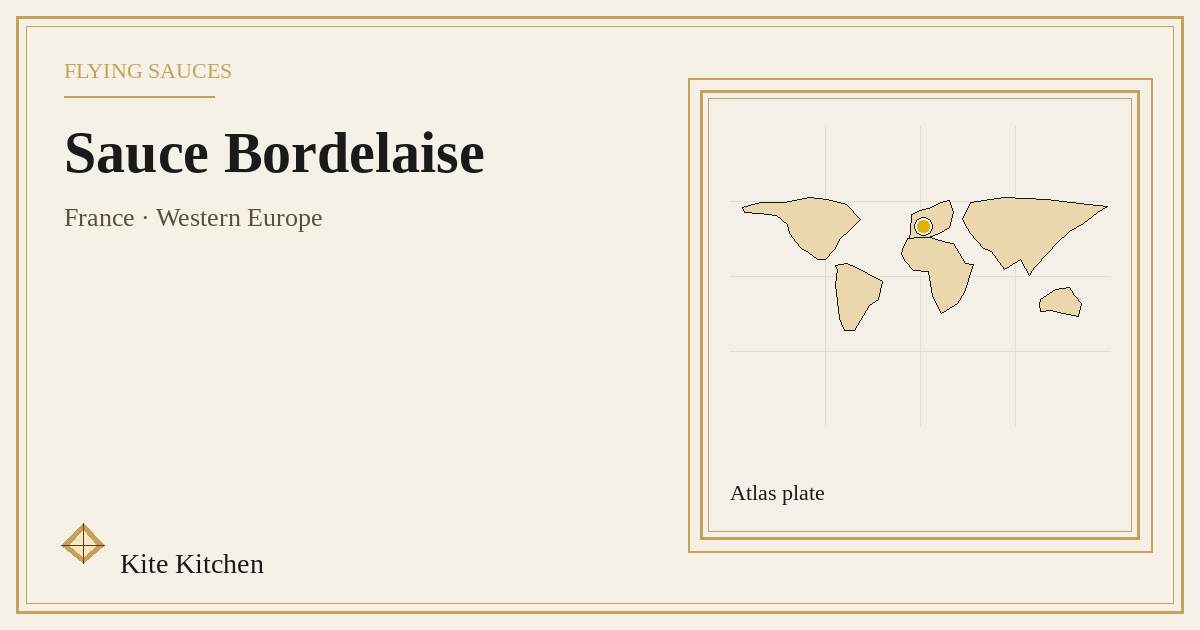 FLYING SAUCES
Sauce Bordelaise
France · Western Europe
Atlas plate
Kite Kitchen